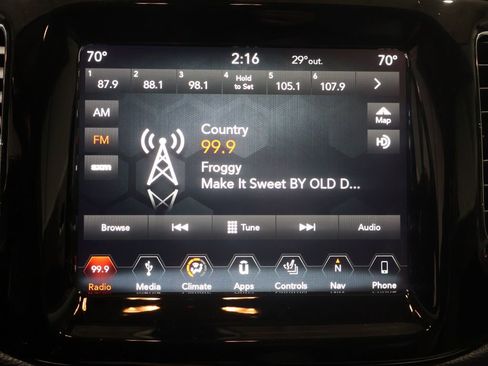 70° 2:16 29°out. 70°
1 87.9 2 88.1 3 98.1 4 Hold to Set 5 105.1 6 107.9
AM
FM
sxm
Map
HD
Country
99.9
Froggy
Make It Sweet BY OLD D...
Browse Tune Audio
99.9 N
Radio Media Climate Apps Controls Nav Phone